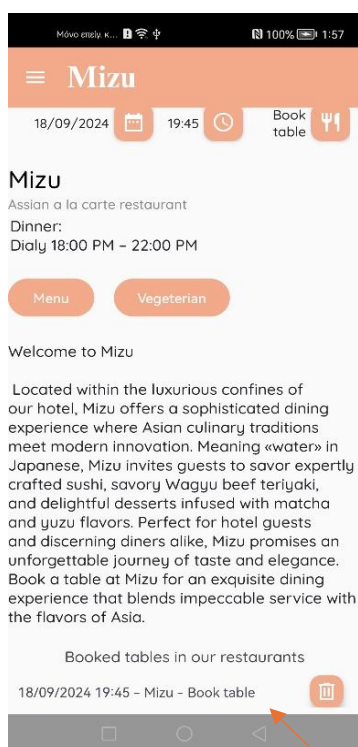 Μόνο επείγ. κ... 100% 1:57
Mizu
18/09/2024 19:45 Book
table
Mizu
Assian a la carte restaurant
Dinner:
Dialy 18:00 PM – 22:00 PM
Menu Vegeterian
Welcome to Mizu
Located within the luxurious confines of
our hotel, Mizu offers a sophisticated dining
experience where Asian culinary traditions
meet modern innovation. Meaning «water» in
Japanese, Mizu invites guests to savor expertly
crafted sushi, savory Wagyu beef teriyaki,
and delightful desserts infused with matcha
and yuzu flavors. Perfect for hotel guests
and discerning diners alike, Mizu promises an
unforgettable journey of taste and elegance.
Book a table at Mizu for an exquisite dining
experience that blends impeccable service with
the flavors of Asia.
Booked tables in our restaurants
18/09/2024 19:45 – Mizu - Book table